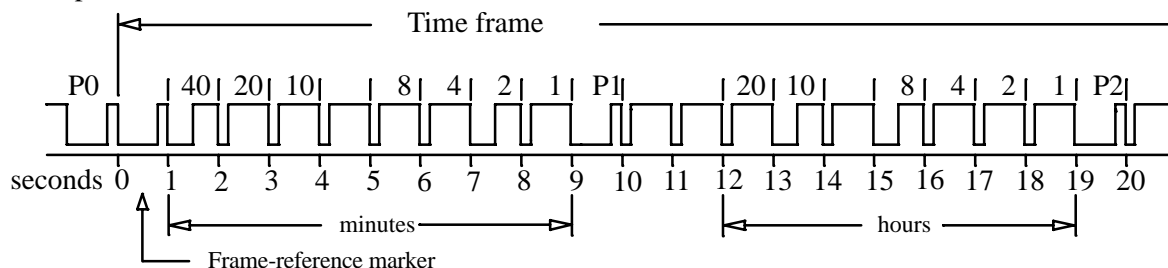 Time frame
P0 40 20 10 8 4 2 1 P1 20 10 8 4 2 1 P2
seconds 0 1 2 3 4 5 6 7 8 9 10 11 12 13 14 15 16 17 18 19 20
minutes hours
Frame-reference marker